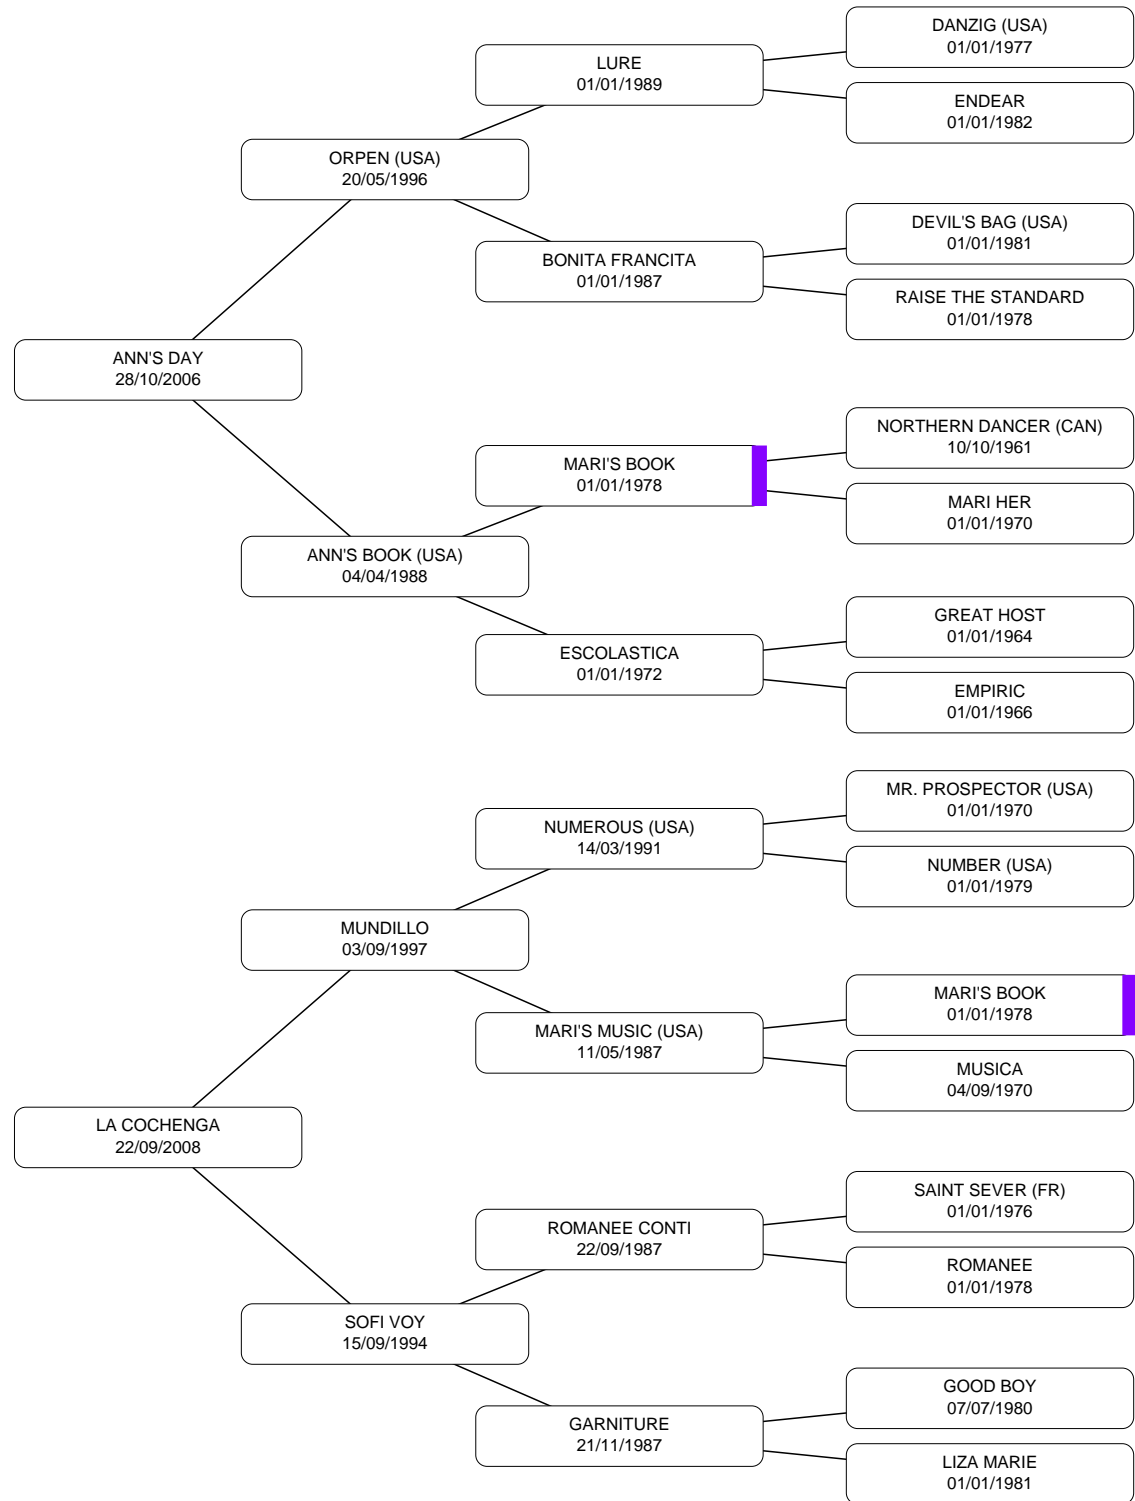 DANZIG (USA)
01/01/1977
LURE
01/01/1989
ENDEAR
01/01/1982
ORPEN (USA)
20/05/1996
DEVIL'S BAG (USA)
01/01/1981
BONITA FRANCITA
01/01/1987
RAISE THE STANDARD
01/01/1978
ANN'S DAY
28/10/2006
NORTHERN DANCER (CAN)
10/10/1961
MARI'S BOOK
01/01/1978
MARI HER
01/01/1970
ANN'S BOOK (USA)
04/04/1988
GREAT HOST
01/01/1964
ESCOLASTICA
01/01/1972
EMPIRIC
01/01/1966
MR. PROSPECTOR (USA)
01/01/1970
NUMEROUS (USA)
14/03/1991
NUMBER (USA)
01/01/1979
MUNDILLO
03/09/1997
MARI'S BOOK
01/01/1978
MARI'S MUSIC (USA)
11/05/1987
MUSICA
04/09/1970
LA COCHENGA
22/09/2008
SAINT SEVER (FR)
01/01/1976
ROMANEE CONTI
22/09/1987
ROMANEE
01/01/1978
SOFI VOY
15/09/1994
GOOD BOY
07/07/1980
GARNITURE
21/11/1987
LIZA MARIE
01/01/1981